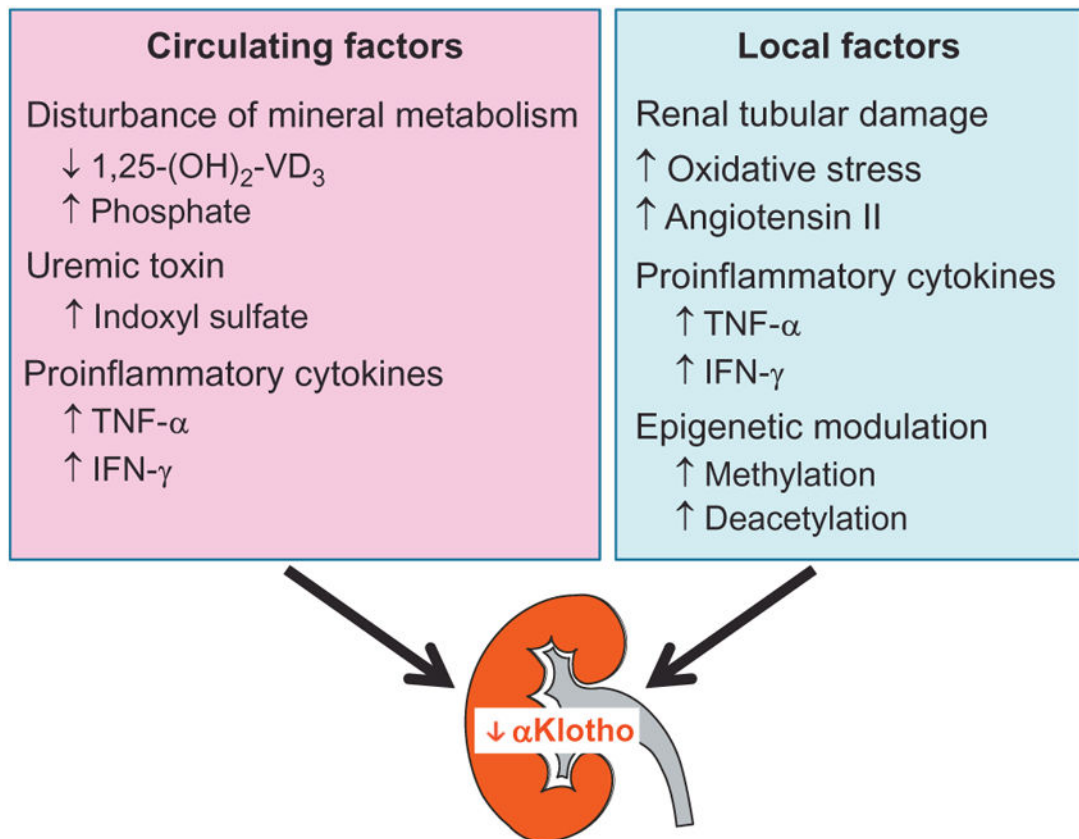 Circulating factors
Disturbance of mineral metabolism
↓ 1,25-(OH)₂-VD₃
↑ Phosphate
Uremic toxin
↑ Indoxyl sulfate
Proinflammatory cytokines
↑ TNF-α
↑ IFN-γ
Local factors
Renal tubular damage
↑ Oxidative stress
↑ Angiotensin II
Proinflammatory cytokines
↑ TNF-α
↑ IFN-γ
Epigenetic modulation
↑ Methylation
↑ Deacetylation
↓ αKlotho